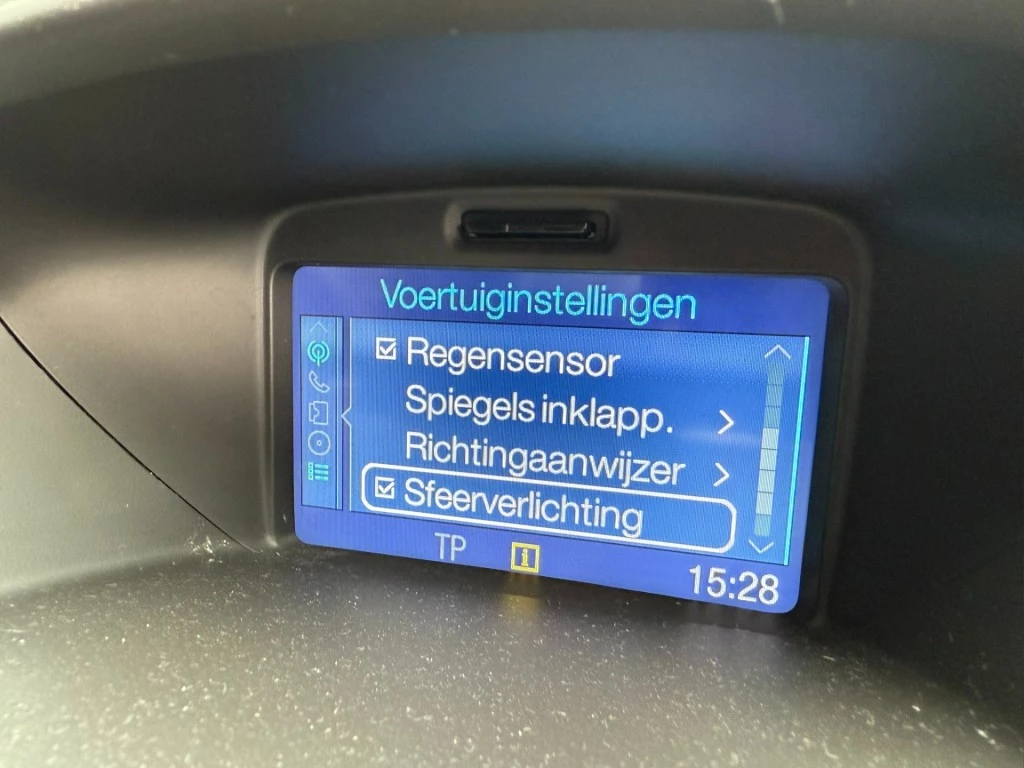 Voertuiginstellingen
Regensensor
Spiegels inklapp.
Richtingaanwijzer
Sfeerverlichting
TP i
15:28